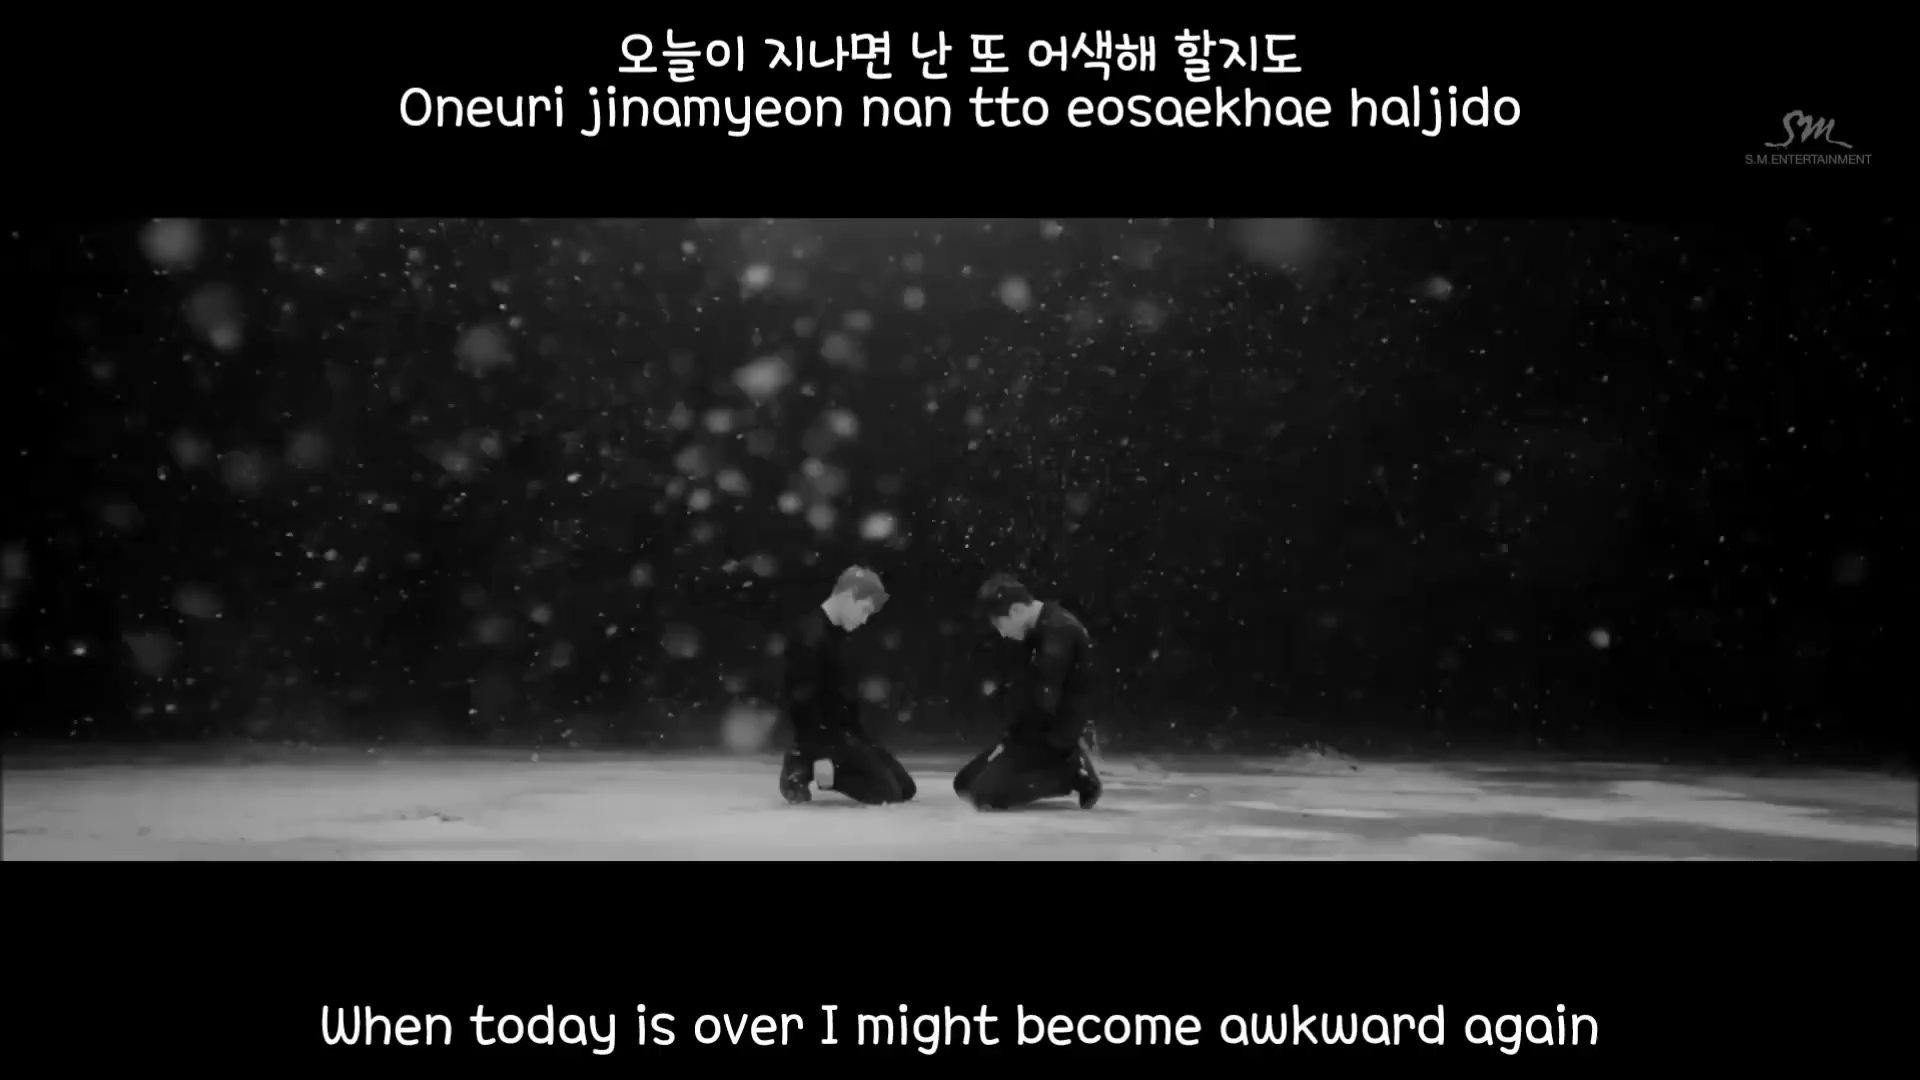 오늘이 지나면 난 또 어색해 할지도
Oneuri jinamyeon nan tto eosaekhae haljido
SM
S.M.ENTERTAINMENT
When today is over I might become awkward again